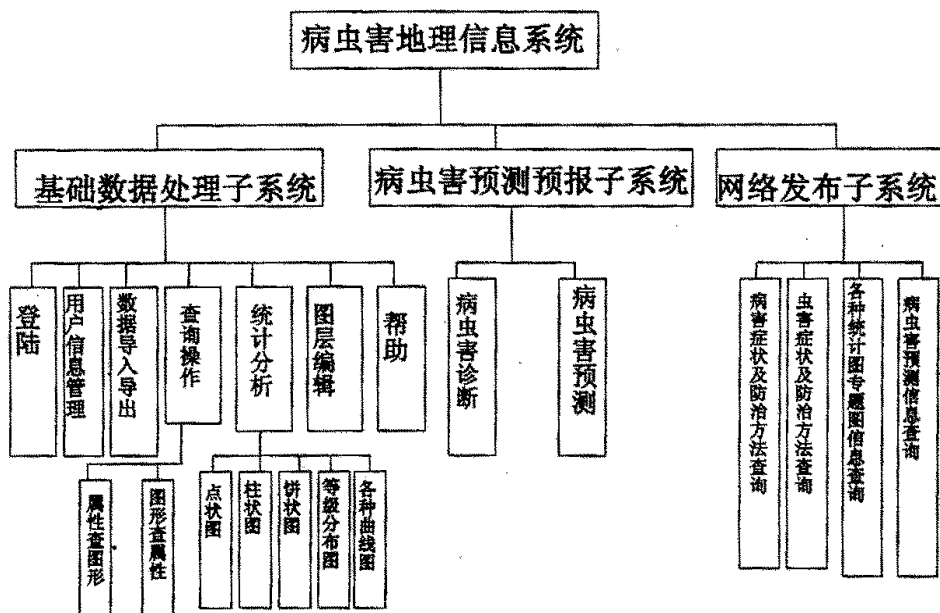 病虫害地理信息系统
基础数据处理子系统
病虫害预测预报子系统
网络发布子系统
登陆
用户信息管理
数据导入导出
查询操作
统计分析
图层编辑
帮助
病虫害诊断
病虫害预测
病害症状及防治方法查询
虫害症状及防治方法查询
各种统计图专题图信息查询
病虫害预测信息查询
属性查图形
图形查属性
点状图
柱状图
饼状图
等级分布图
各种曲线图